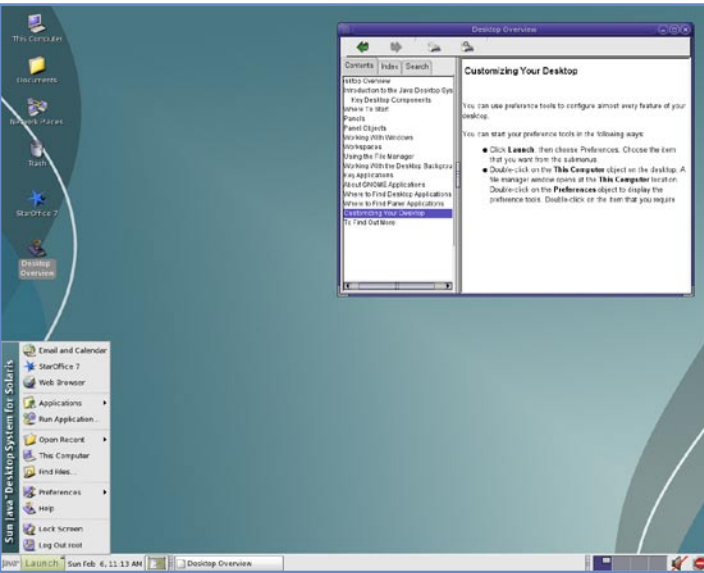 This Computer
Documents
Network Places
Trash
StarOffice 7
Desktop
Overview
Desktop Overview
Contents Index Search
Desktop Overview
Introduction to the Java Desktop Sys
Key Desktop Components
Where To Start
Panels
Panel Objects
Working With Windows
Workspaces
Using the File Manager
Working With the Desktop Backgrou
Key Applications
About GNOME Applications
Where to Find Desktop Applications
Where to Find Panel Applications
Customizing Your Desktop
To Find Out More
Customizing Your Desktop
You can use preference tools to configure almost every feature of your
desktop.
You can start your preference tools in the following ways:
Click Launch, then choose Preferences. Choose the item
that you want from the submenus.
Double-click on the This Computer object on the desktop. A
file manager window opens at the This Computer location.
Double-click on the Preferences object to display the
preference tools. Double-click on the item that you require
Sun Java™ Desktop System for Solaris
Email and Calendar
StarOffice 7
Web Browser
Applications
Run Application...
Open Recent
This Computer
Find Files...
Preferences
Help
Lock Screen
Log Out root
Java Launch Sun Feb 6, 11:13 AM Desktop Overview